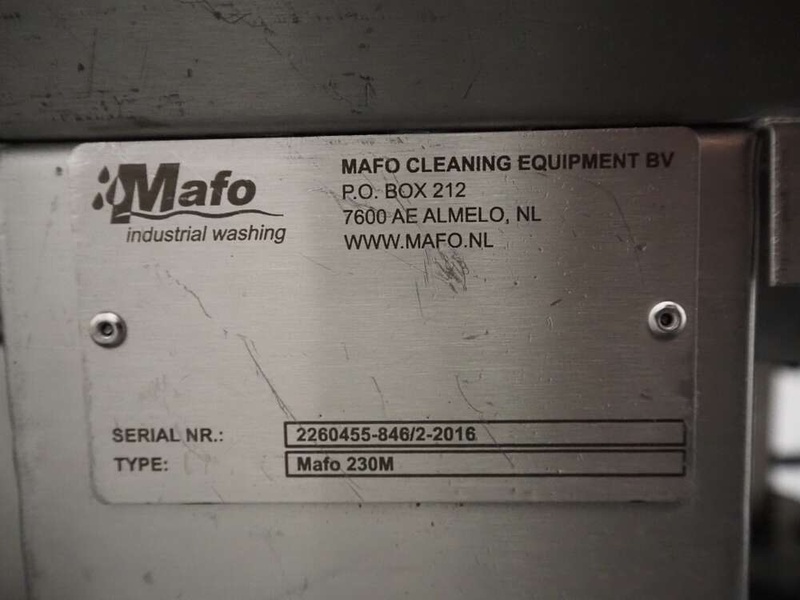 Mafo
industrial washing
MAFO CLEANING EQUIPMENT BV
P.O. BOX 212
7600 AE ALMELO, NL
WWW.MAFO.NL
SERIAL NR.: 2260455-846/2-2016
TYPE: Mafo 230M